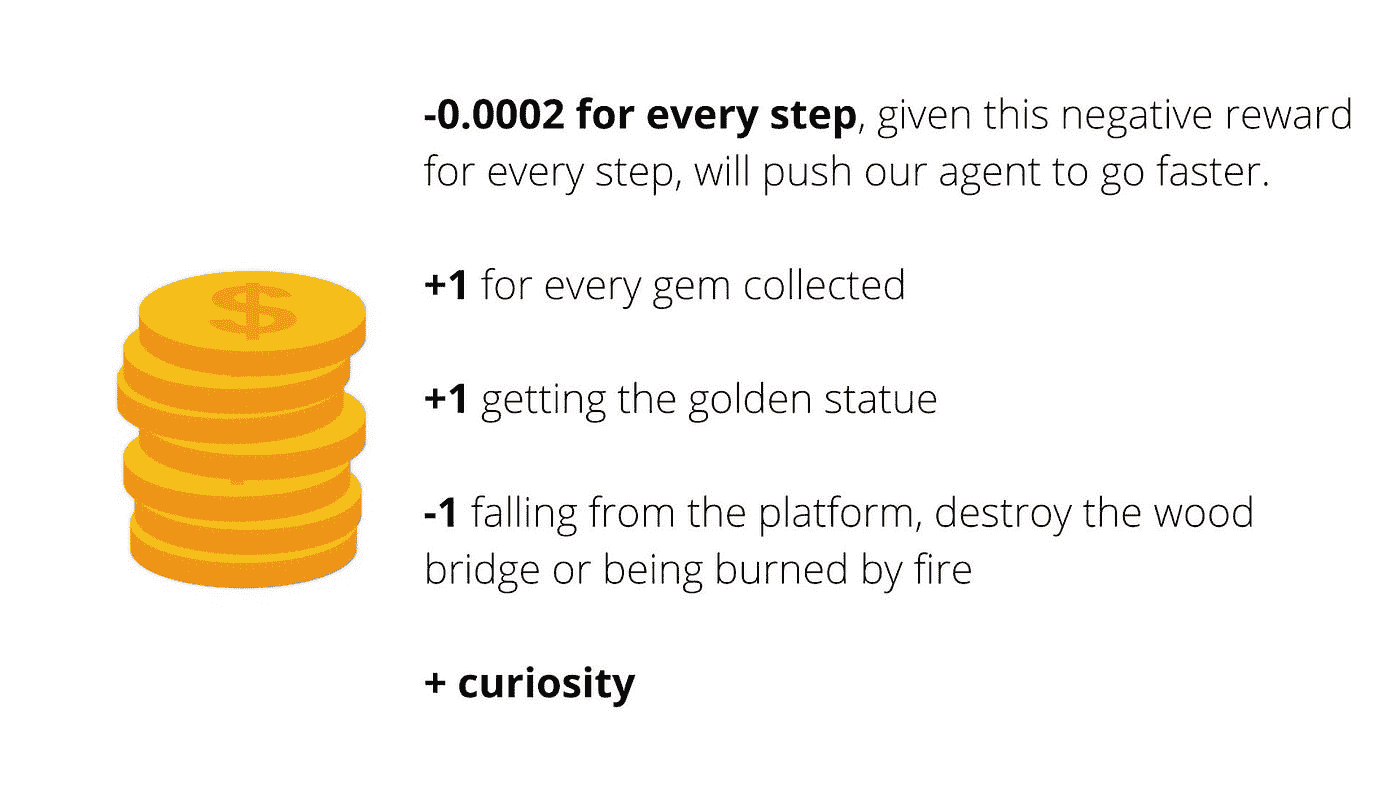 -0.0002 for every step, given this negative reward
for every step, will push our agent to go faster.
+1 for every gem collected
+1 getting the golden statue
-1 falling from the platform, destroy the wood
bridge or being burned by fire
+ curiosity
$